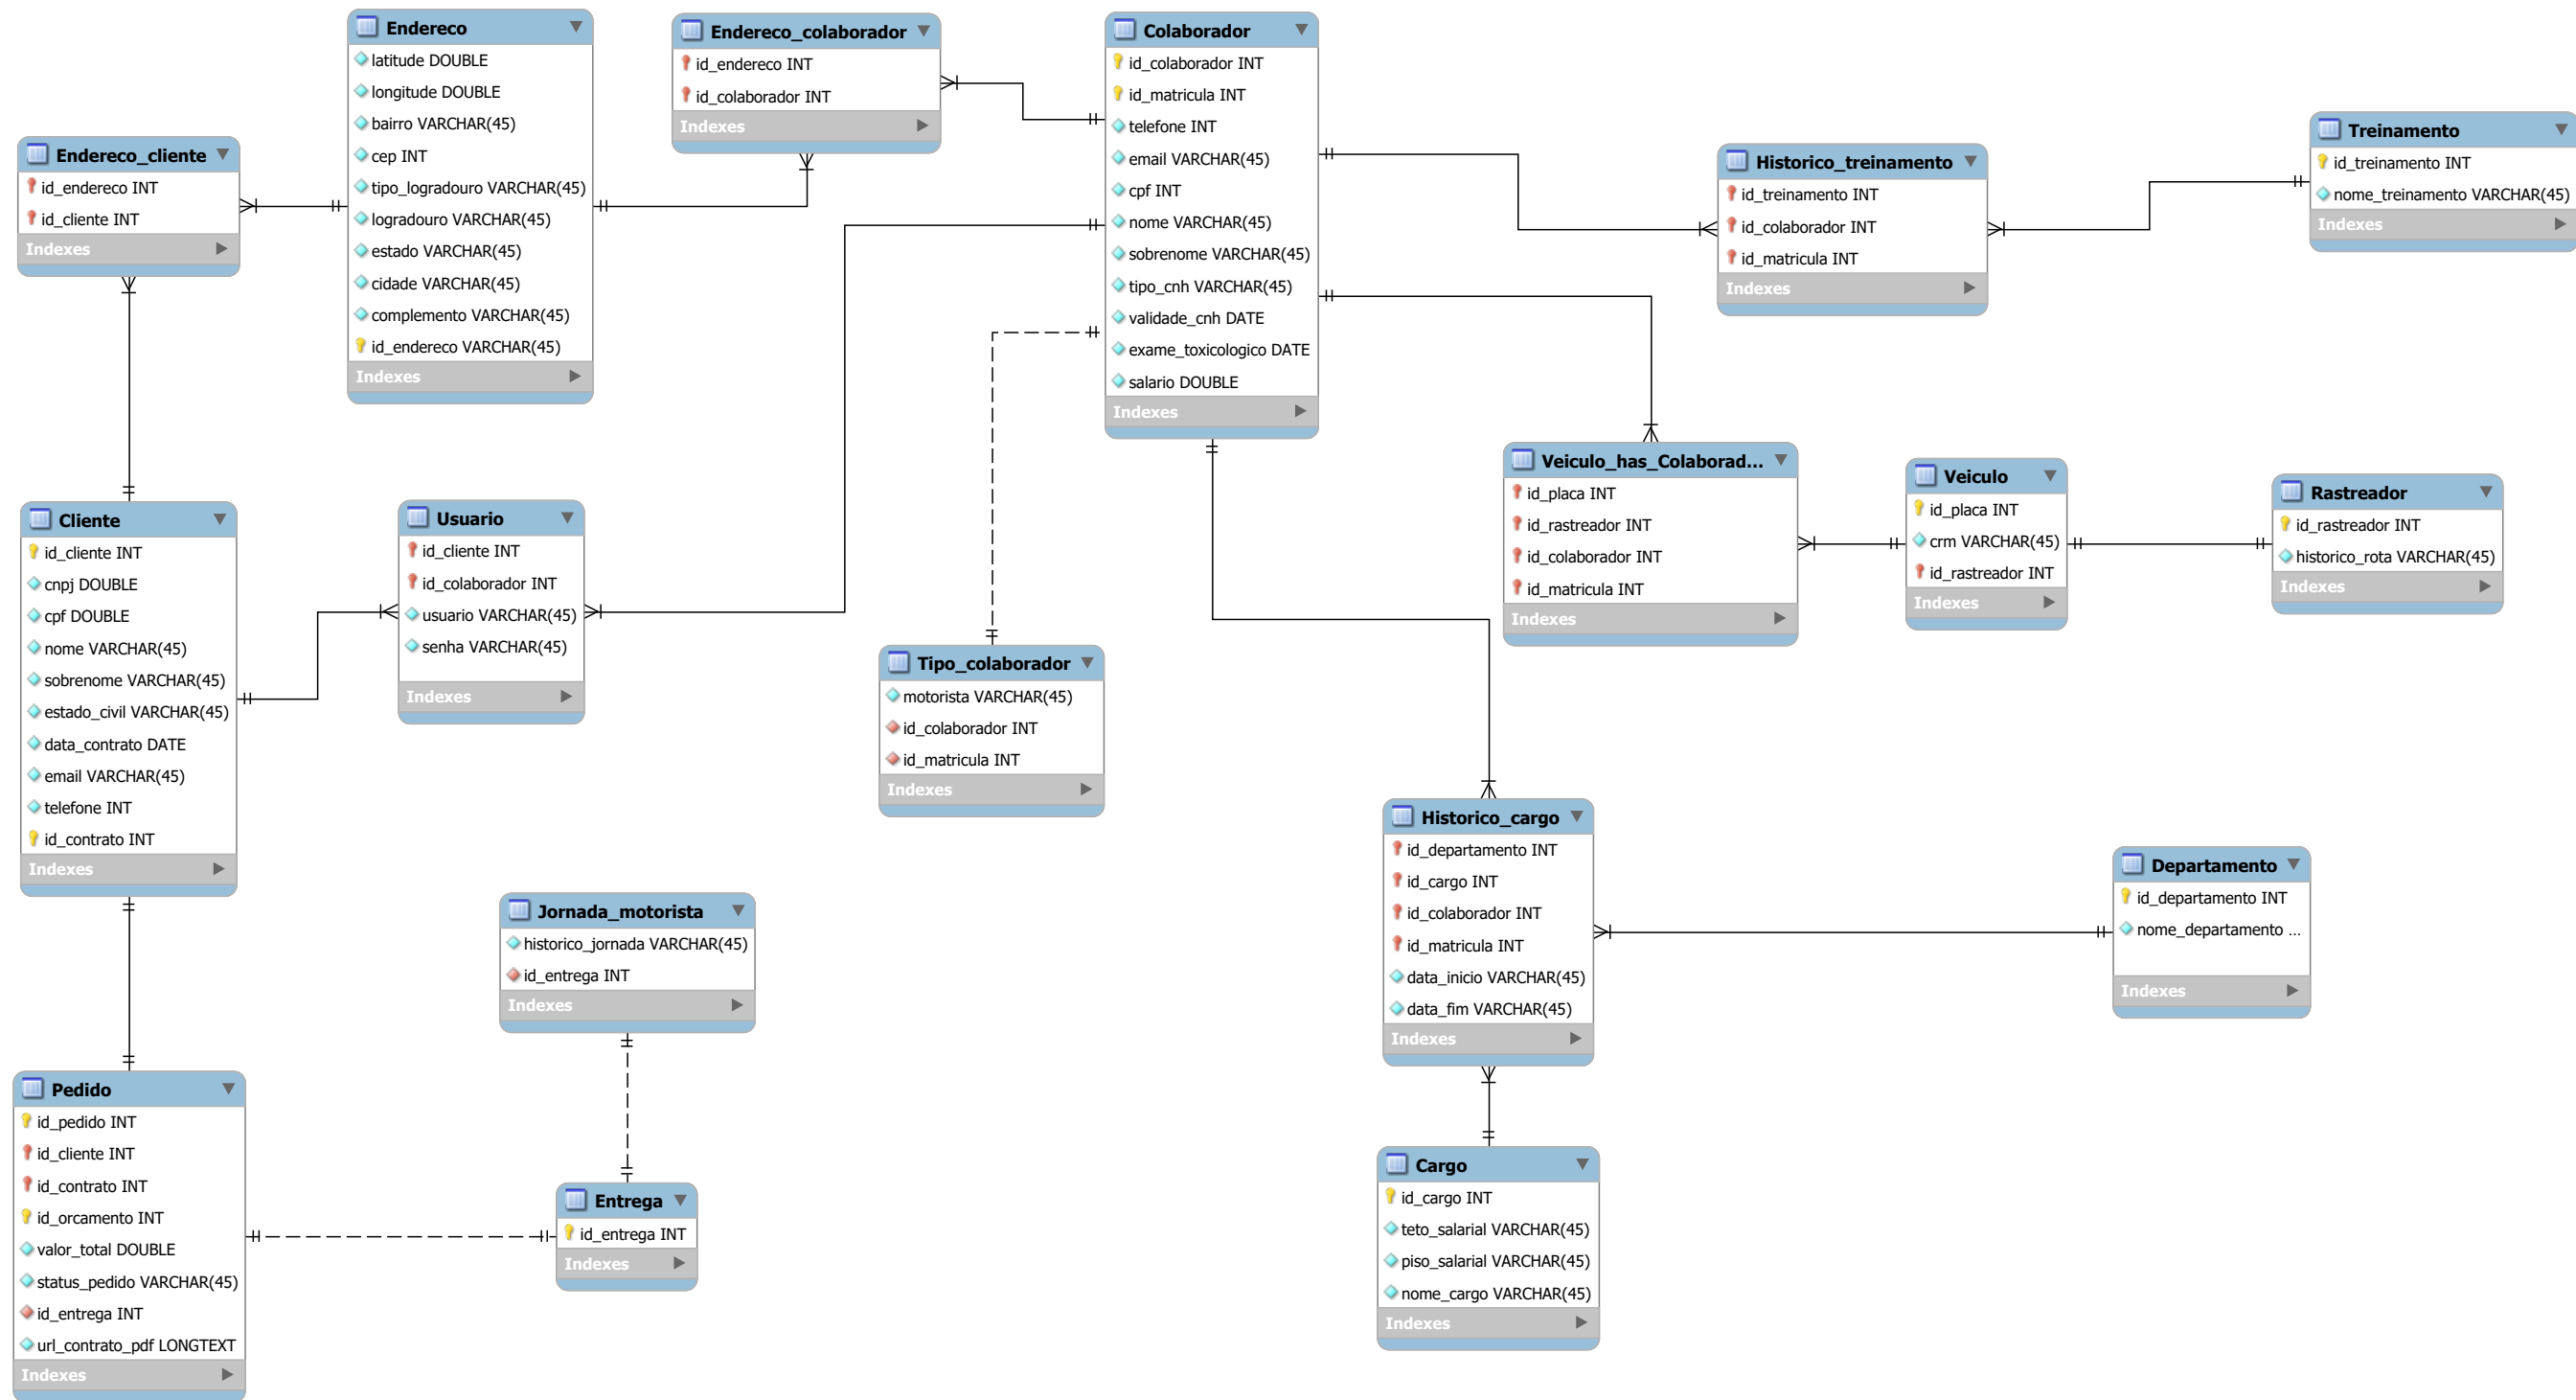 Endereco
latitude DOUBLE
longitude DOUBLE
bairro VARCHAR(45)
cep INT
tipo_logradouro VARCHAR(45)
logradouro VARCHAR(45)
estado VARCHAR(45)
cidade VARCHAR(45)
complemento VARCHAR(45)
id_endereco VARCHAR(45)
Indexes
Endereco_colaborador
id_endereco INT
id_colaborador INT
Indexes
Colaborador
id_colaborador INT
id_matricula INT
telefone INT
email VARCHAR(45)
cpf INT
nome VARCHAR(45)
sobrenome VARCHAR(45)
tipo_cnh VARCHAR(45)
validade_cnh DATE
exame_toxicologico DATE
salario DOUBLE
Indexes
Treinamento
id_treinamento INT
nome_treinamento VARCHAR(45)
Indexes
Endereco_cliente
id_endereco INT
id_cliente INT
Indexes
Historico_treinamento
id_treinamento INT
id_colaborador INT
id_matricula INT
Indexes
Veiculo_has_Colaborad...
id_placa INT
id_rastreador INT
id_colaborador INT
id_matricula INT
Indexes
Veiculo
id_placa INT
crm VARCHAR(45)
id_rastreador INT
Indexes
Rastreador
id_rastreador INT
historico_rota VARCHAR(45)
Indexes
Cliente
id_cliente INT
cnpj DOUBLE
cpf DOUBLE
nome VARCHAR(45)
sobrenome VARCHAR(45)
estado_civil VARCHAR(45)
data_contrato DATE
email VARCHAR(45)
telefone INT
id_contrato INT
Indexes
Usuario
id_cliente INT
id_colaborador INT
usuario VARCHAR(45)
senha VARCHAR(45)
Indexes
Tipo_colaborador
motorista VARCHAR(45)
id_colaborador INT
id_matricula INT
Indexes
Historico_cargo
id_departamento INT
id_cargo INT
id_colaborador INT
id_matricula INT
data_inicio VARCHAR(45)
data_fim VARCHAR(45)
Indexes
Departamento
id_departamento INT
nome_departamento ...
Indexes
Jornada_motorista
historico_jornada VARCHAR(45)
id_entrega INT
Indexes
Pedido
id_pedido INT
id_cliente INT
id_contrato INT
id_orcamento INT
valor_total DOUBLE
status_pedido VARCHAR(45)
id_entrega INT
url_contrato_pdf LONGTEXT
Indexes
Entrega
id_entrega INT
Indexes
Cargo
id_cargo INT
teto_salarial VARCHAR(45)
piso_salarial VARCHAR(45)
nome_cargo VARCHAR(45)
Indexes